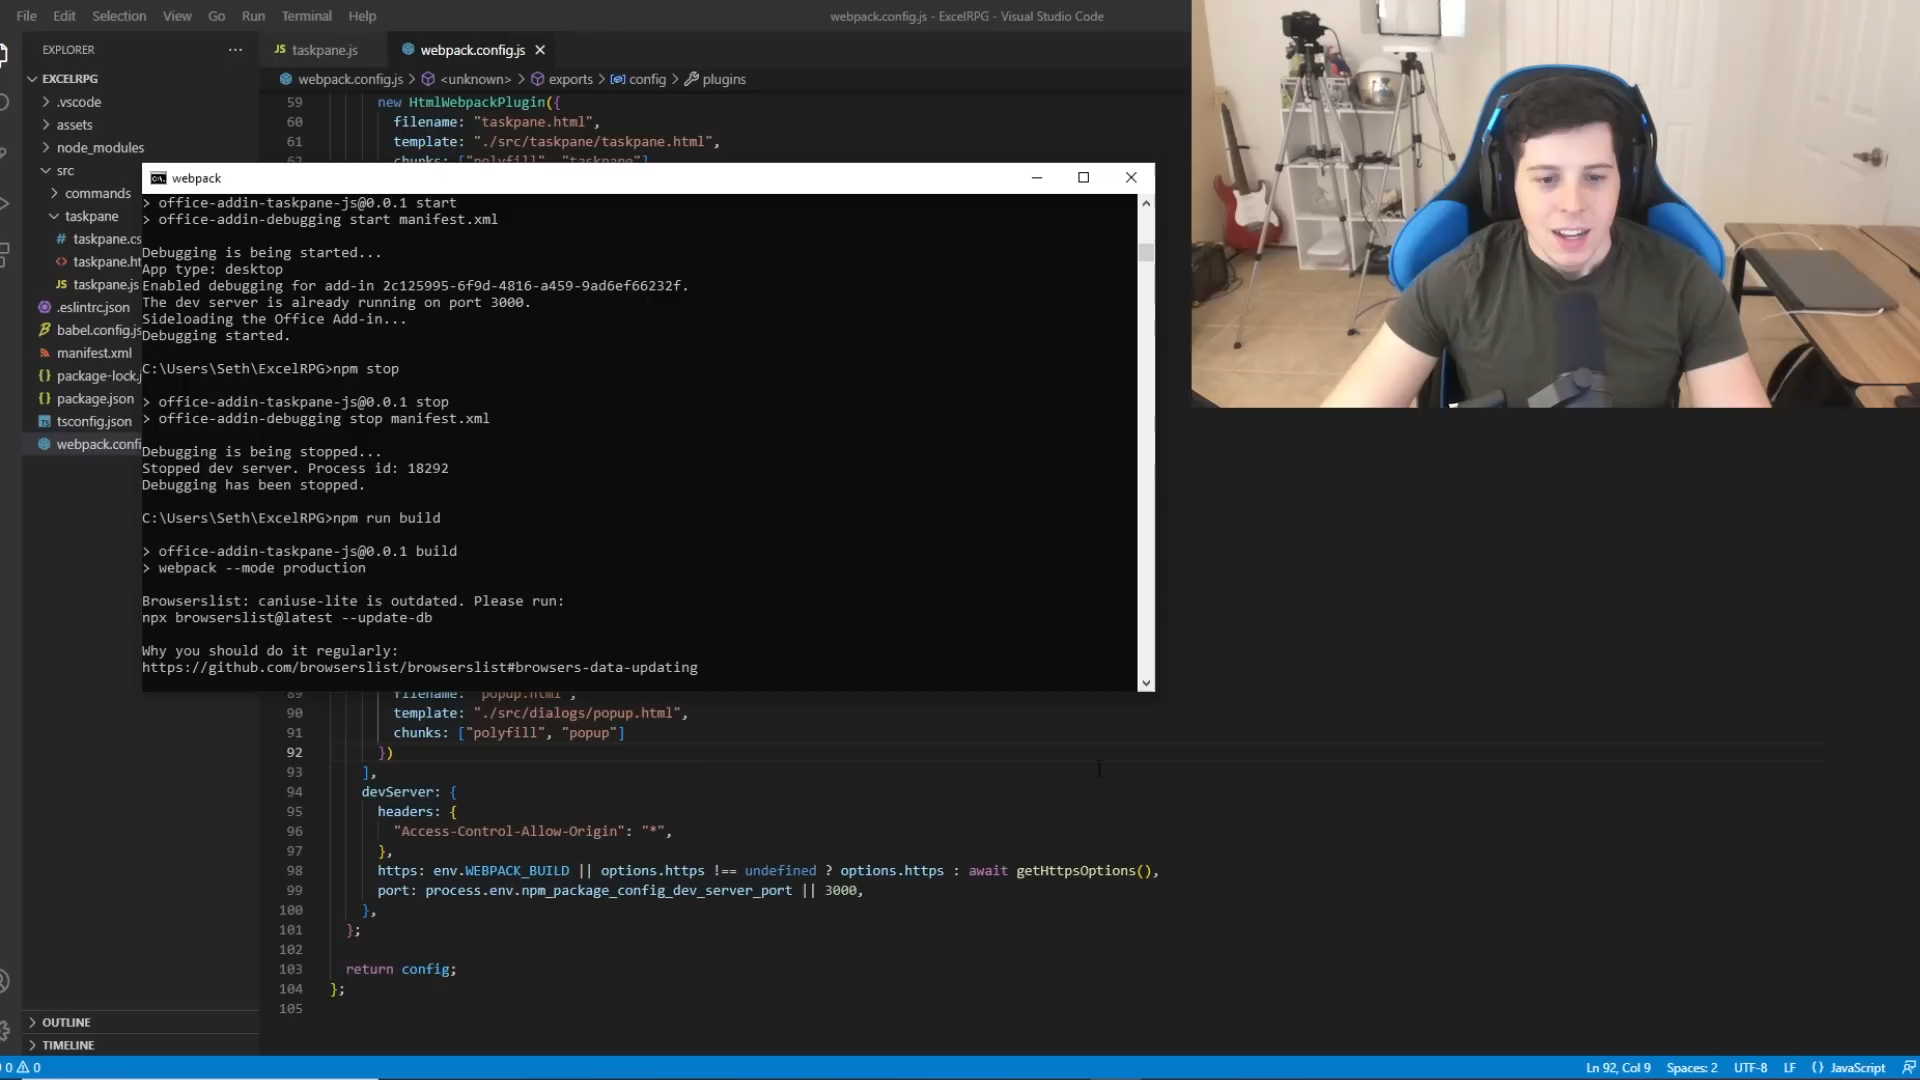 File Edit Selection View Go Run Terminal Help
webpack.config.js - ExcelRPG - Visual Studio Code
EXPLORER
taskpane.js
webpack.config.js
EXCELRPG
webpack.config.js > <unknown> > exports > config > plugins
.vscode
assets
node_modules
src
commands
taskpane
taskpane.cs
taskpane.ht
taskpane.js
.eslintrc.json
babel.config.js
manifest.xml
package-lock.j
package.json
tsconfig.json
webpack.confi
59 new HtmlWebpackPlugin({
60 filename: "taskpane.html",
61 template: "./src/taskpane/taskpane.html",
62 chunks: ["polyfill", "taskpane"]
webpack
> office-addin-taskpane-js@0.0.1 start
> office-addin-debugging start manifest.xml
Debugging is being started...
App type: desktop
Enabled debugging for add-in 2c125995-6f9d-4816-a459-9ad6ef66232f.
The dev server is already running on port 3000.
Sideloading the Office Add-in...
Debugging started.
C:\Users\Seth\ExcelRPG>npm stop
> office-addin-taskpane-js@0.0.1 stop
> office-addin-debugging stop manifest.xml
Debugging is being stopped...
Stopped dev server. Process id: 18292
Debugging has been stopped.
C:\Users\Seth\ExcelRPG>npm run build
> office-addin-taskpane-js@0.0.1 build
> webpack --mode production
Browserslist: caniuse-lite is outdated. Please run:
npx browserslist@latest --update-db
Why you should do it regularly:
https://github.com/browserslist/browserslist#browsers-data-updating
89 filename: "popup.html",
90 template: "./src/dialogs/popup.html",
91 chunks: ["polyfill", "popup"]
92 })
93 ],
94 devServer: {
95 headers: {
96 "Access-Control-Allow-Origin": "*",
97 },
98 https: env.WEBPACK_BUILD || options.https !== undefined ? options.https : await getHttpsOptions(),
99 port: process.env.npm_package_config_dev_server_port || 3000,
100 },
101 };
102
103 return config;
104 };
105
OUTLINE
TIMELINE
0 0
Ln 92, Col 9 Spaces: 2 UTF-8 LF {} JavaScript